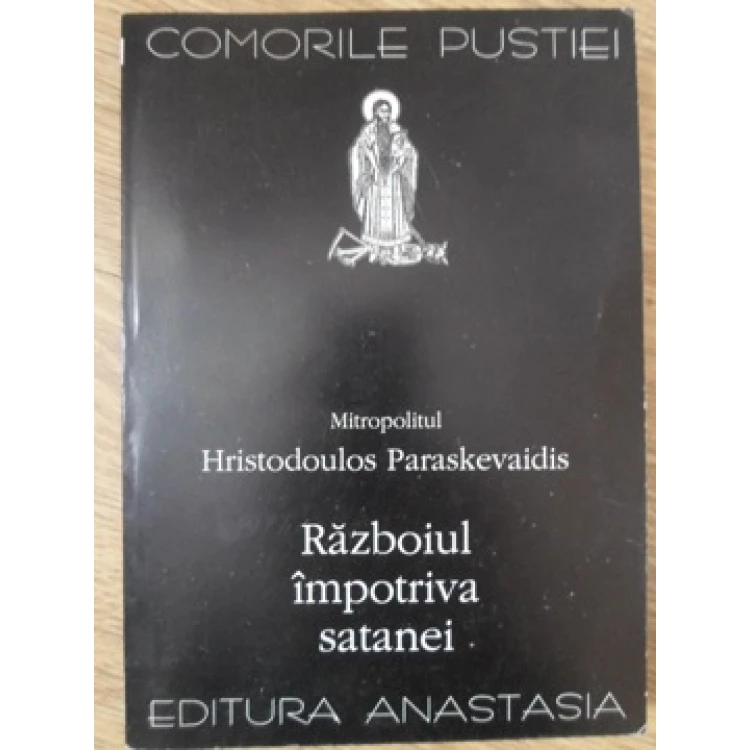 COMORILE PUSTIEI
Mitropolitul
Hristodoulos Paraskevaidis
Războiul
împotriva
satanei
EDITURA ANASTASIA